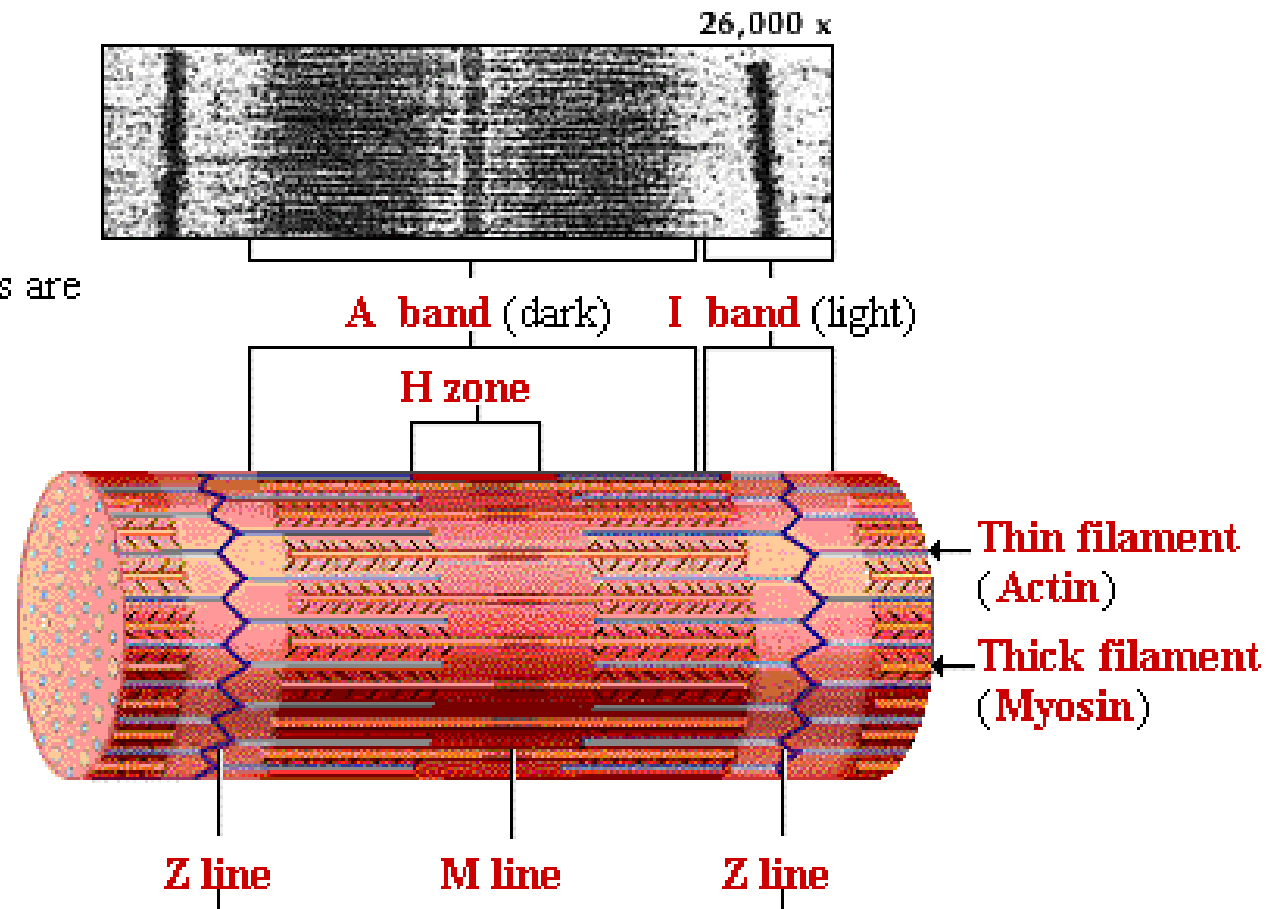 26,000 x
s are
A band (dark) I band (light)
H zone
Thin filament
(Actin)
Thick filament
(Myosin)
Z line M line Z line